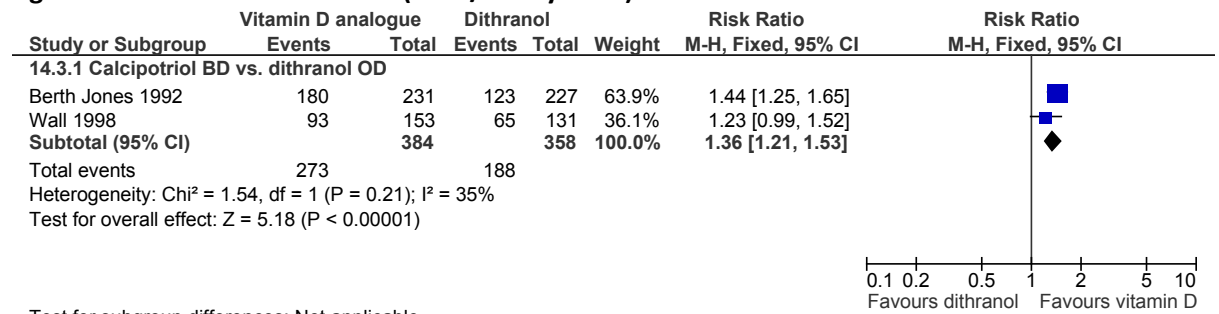 Vitamin D analogue Dithranol Risk Ratio Risk Ratio
Study or Subgroup Events Total Events Total Weight M-H, Fixed, 95% CI M-H, Fixed, 95% CI
14.3.1 Calcipotriol BD vs. dithranol OD
Berth Jones 1992 180 231 123 227 63.9% 1.44 [1.25, 1.65]
Wall 1998 93 153 65 131 36.1% 1.23 [0.99, 1.52]
Subtotal (95% CI) 384 358 100.0% 1.36 [1.21, 1.53]
Total events 273 188
Heterogeneity: Chi² = 1.54, df = 1 (P = 0.21); I² = 35%
Test for overall effect: Z = 5.18 (P < 0.00001)
0.1 0.2 0.5 1 2 5 10
Favours dithranol Favours vitamin D
Test for subgroup differences: Not applicable